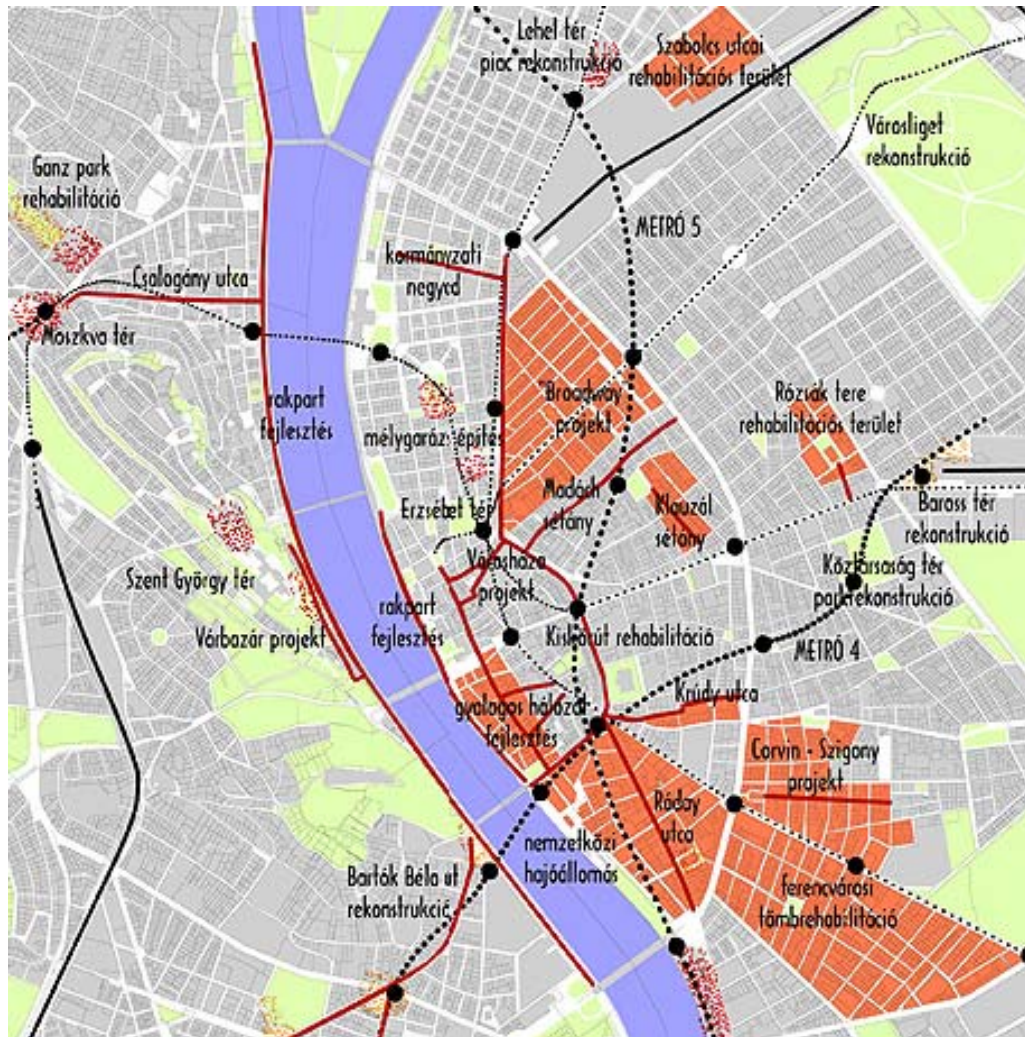 Lehel tér
piac rekonstrukció
Szabolcs utcai
rehabilitációs terület
Városliget
rekonstrukció
Ganz park
rehabilitáció
METRÓ 5
kormányzati
negyed
Csalogány utca
Moszkva tér
rakpart
fejlesztés
"Broadway
projekt
Rózsák tere
rehabilitációs terület
mélygarázs építés
Madách
sétány
Klauzál
sétány
Erzsébet tér
Baross tér
rekonstrukció
Városháza
projekt
Szent György tér
Köztársaság tér
parkrekonstrukció
rakpart
fejlesztés
Várbazár projekt
Kiskörút rehabilitáció
METRÓ 4
Krúdy utca
gyalogos hálózat
fejlesztés
Corvin - Szigony
projekt
Ráday
utca
nemzetközi
hajóállomás
Bartók Béla út
rekonstrukció
ferencvárosi
tömbrehabilitáció